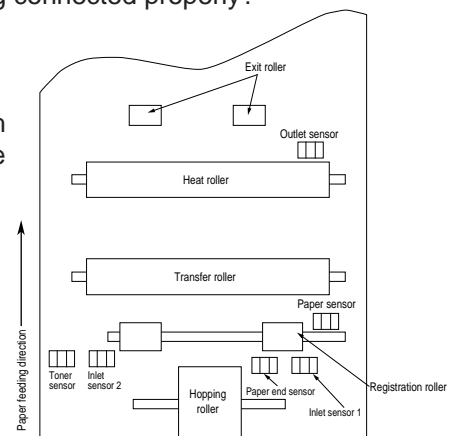 g connected properly?
n
e
Exit roller
Outlet sensor
Heat roller
Transfer roller
Paper sensor
Toner
sensor
Inlet
sensor 2
Hopping
roller
Paper end sensor
Inlet sensor 1
Registration roller
Paper feeding direction